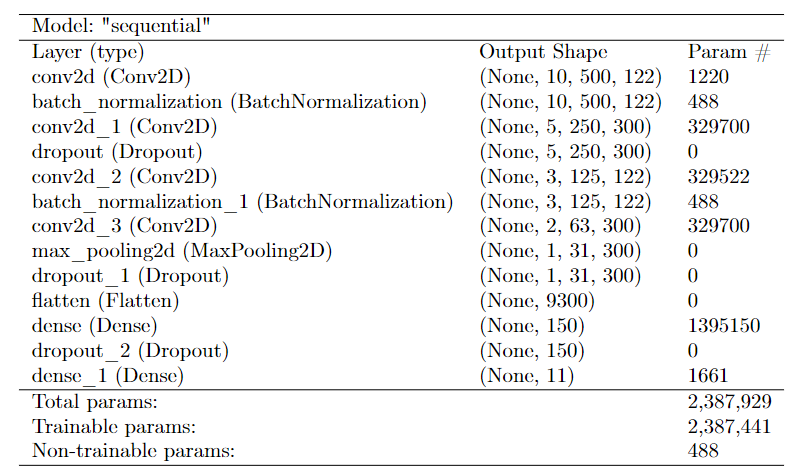 Model: "sequential"
Layer (type) Output Shape Param #
conv2d (Conv2D) (None, 10, 500, 122) 1220
batch_normalization (BatchNormalization) (None, 10, 500, 122) 488
conv2d_1 (Conv2D) (None, 5, 250, 300) 329700
dropout (Dropout) (None, 5, 250, 300) 0
conv2d_2 (Conv2D) (None, 3, 125, 122) 329522
batch_normalization_1 (BatchNormalization) (None, 3, 125, 122) 488
conv2d_3 (Conv2D) (None, 2, 63, 300) 329700
max_pooling2d (MaxPooling2D) (None, 1, 31, 300) 0
dropout_1 (Dropout) (None, 1, 31, 300) 0
flatten (Flatten) (None, 9300) 0
dense (Dense) (None, 150) 1395150
dropout_2 (Dropout) (None, 150) 0
dense_1 (Dense) (None, 11) 1661
Total params: 2,387,929
Trainable params: 2,387,441
Non-trainable params: 488